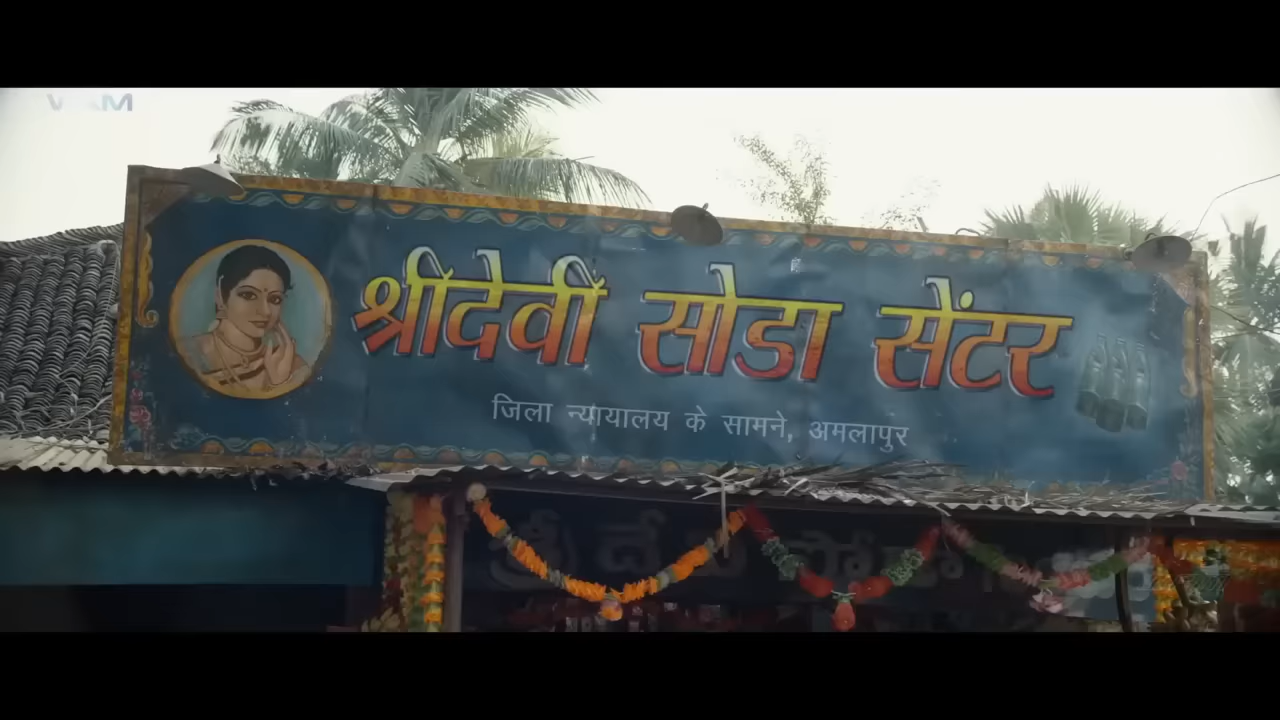 श्रीदेवी सोडा सेंटर
जिला न्यायालय के सामने, अमलापुर